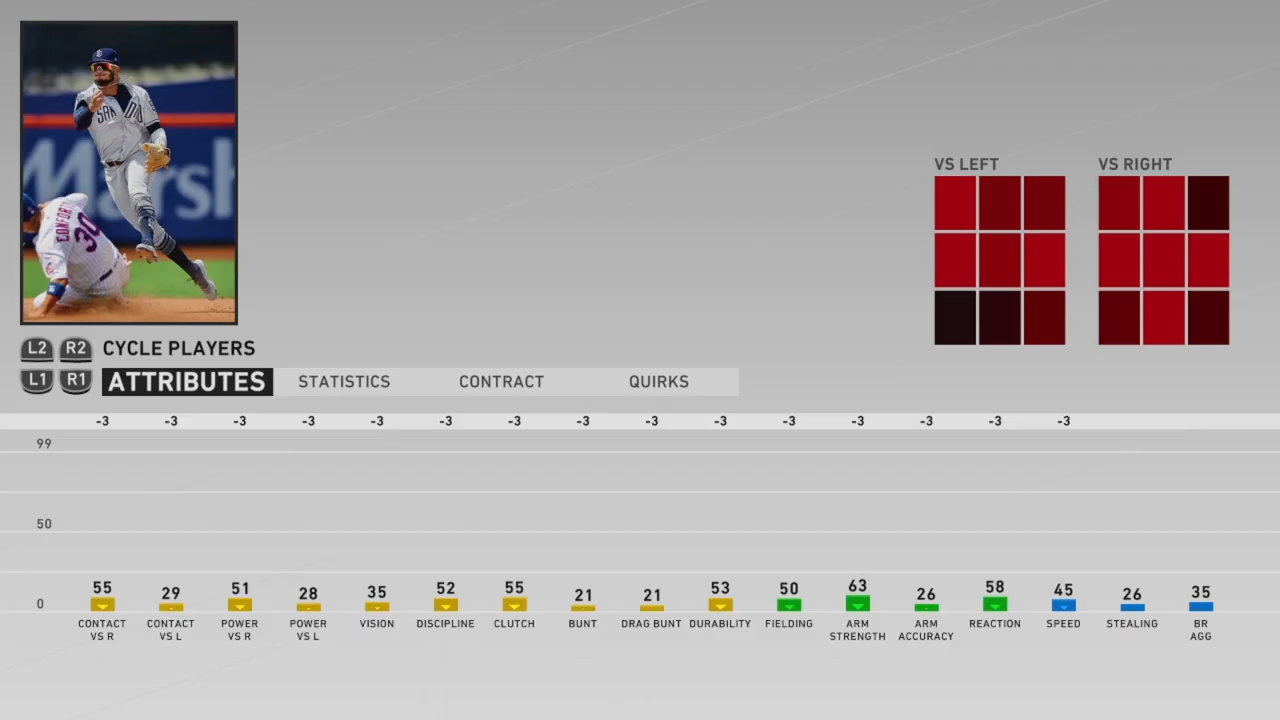 SAN DI
Marsh
CONFORTO
30
VS LEFT
VS RIGHT
L2 R2 CYCLE PLAYERS
L1 R1 ATTRIBUTES STATISTICS CONTRACT QUIRKS
-3 -3 -3 -3 -3 -3 -3 -3 -3 -3 -3 -3 -3 -3 -3
99
50
0
55 29 51 28 35 52 55 21 21 53 50 63 26 58 45 26 35
CONTACT VS R
CONTACT VS L
POWER VS R
POWER VS L
VISION
DISCIPLINE
CLUTCH
BUNT
DRAG BUNT
DURABILITY
FIELDING
ARM STRENGTH
ARM ACCURACY
REACTION
SPEED
STEALING
BR AGG